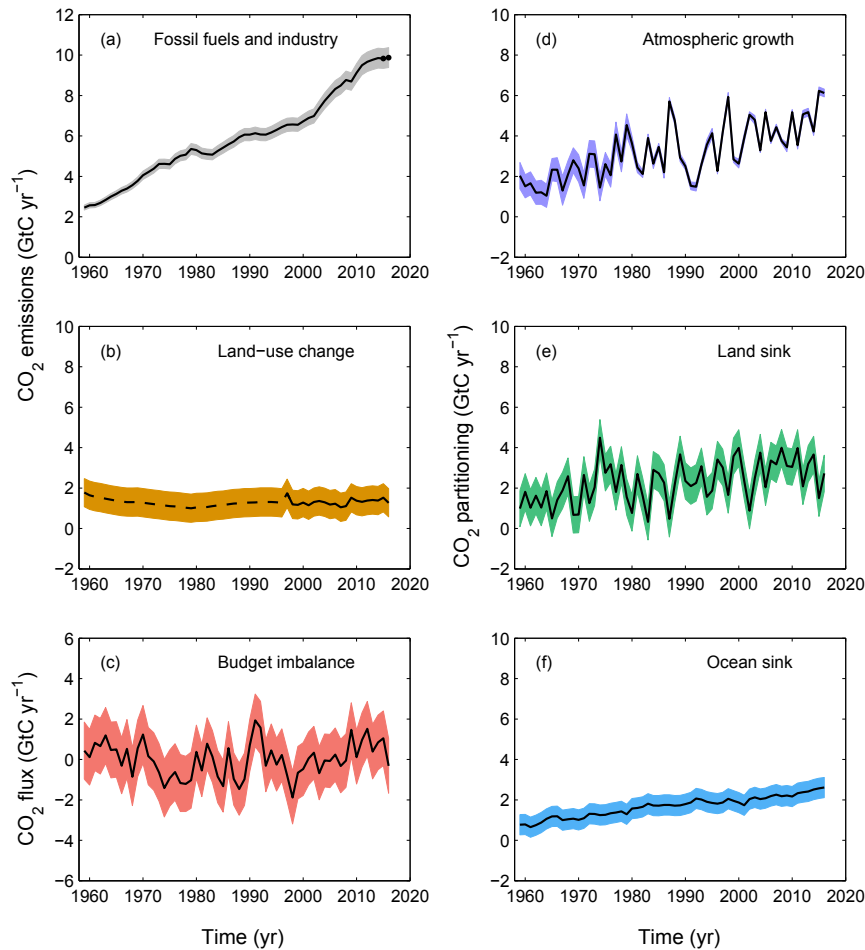 (a) Fossil fuels and industry
12
10
8
6
4
2
0
1960 1970 1980 1990 2000 2010 2020
CO₂ emissions (GtC yr⁻¹)
(b) Land−use change
10
8
6
4
2
0
−2
1960 1970 1980 1990 2000 2010 2020
(c) Budget imbalance
6
4
2
0
−2
−4
−6
1960 1970 1980 1990 2000 2010 2020
CO₂ flux (GtC yr⁻¹)
Time (yr)
(d) Atmospheric growth
10
8
6
4
2
0
−2
1960 1970 1980 1990 2000 2010 2020
(e) Land sink
10
8
6
4
2
0
−2
1960 1970 1980 1990 2000 2010 2020
CO₂ partitioning (GtC yr⁻¹)
(f) Ocean sink
10
8
6
4
2
0
−2
1960 1970 1980 1990 2000 2010 2020
Time (yr)